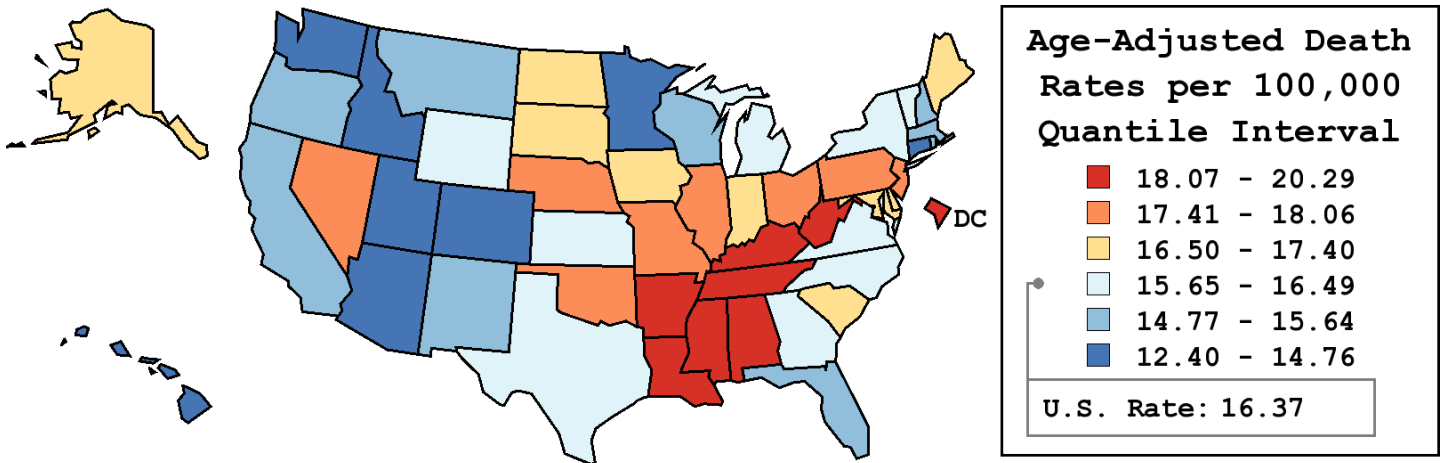 Age-Adjusted Death
Rates per 100,000
Quantile Interval
18.07 - 20.29
17.41 - 18.06
DC
16.50 - 17.40
15.65 - 16.49
14.77 - 15.64
12.40 - 14.76
U.S. Rate: 16.37